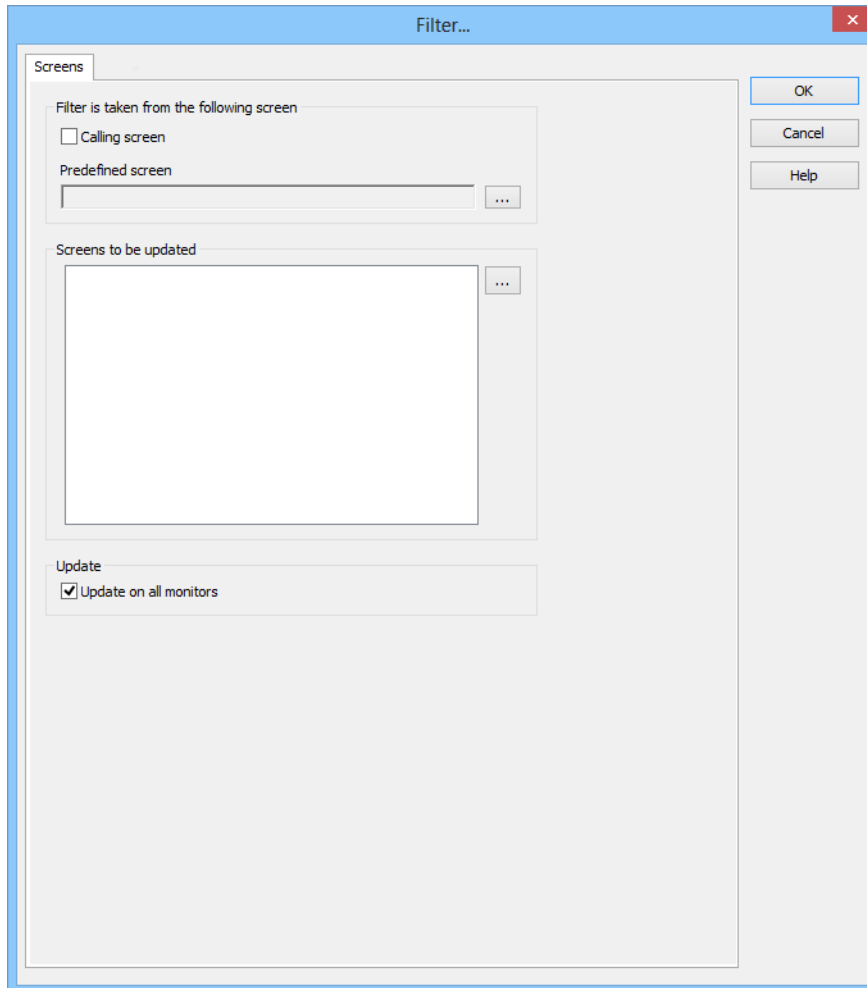 Filter...
Screens
Filter is taken from the following screen
Calling screen
Predefined screen
...
Screens to be updated
...
Update
Update on all monitors
OK
Cancel
Help